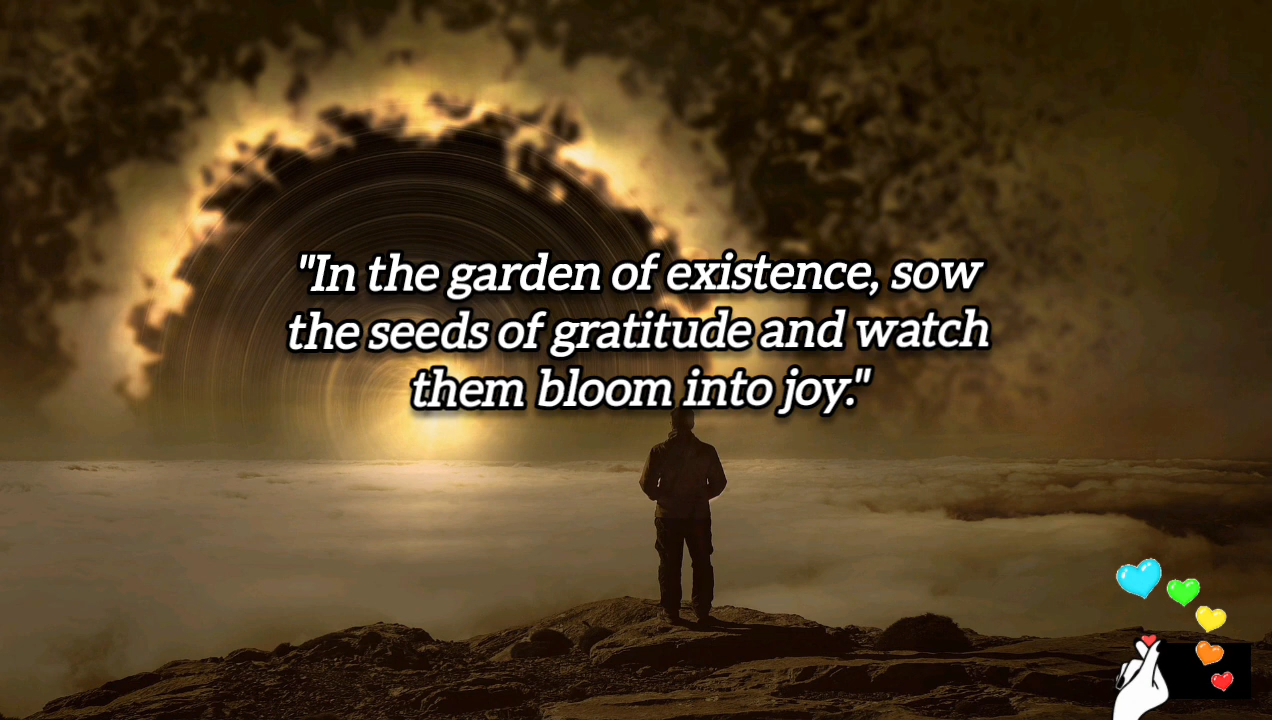 "In the garden of existence, sow
the seeds of gratitude and watch
them bloom into joy."